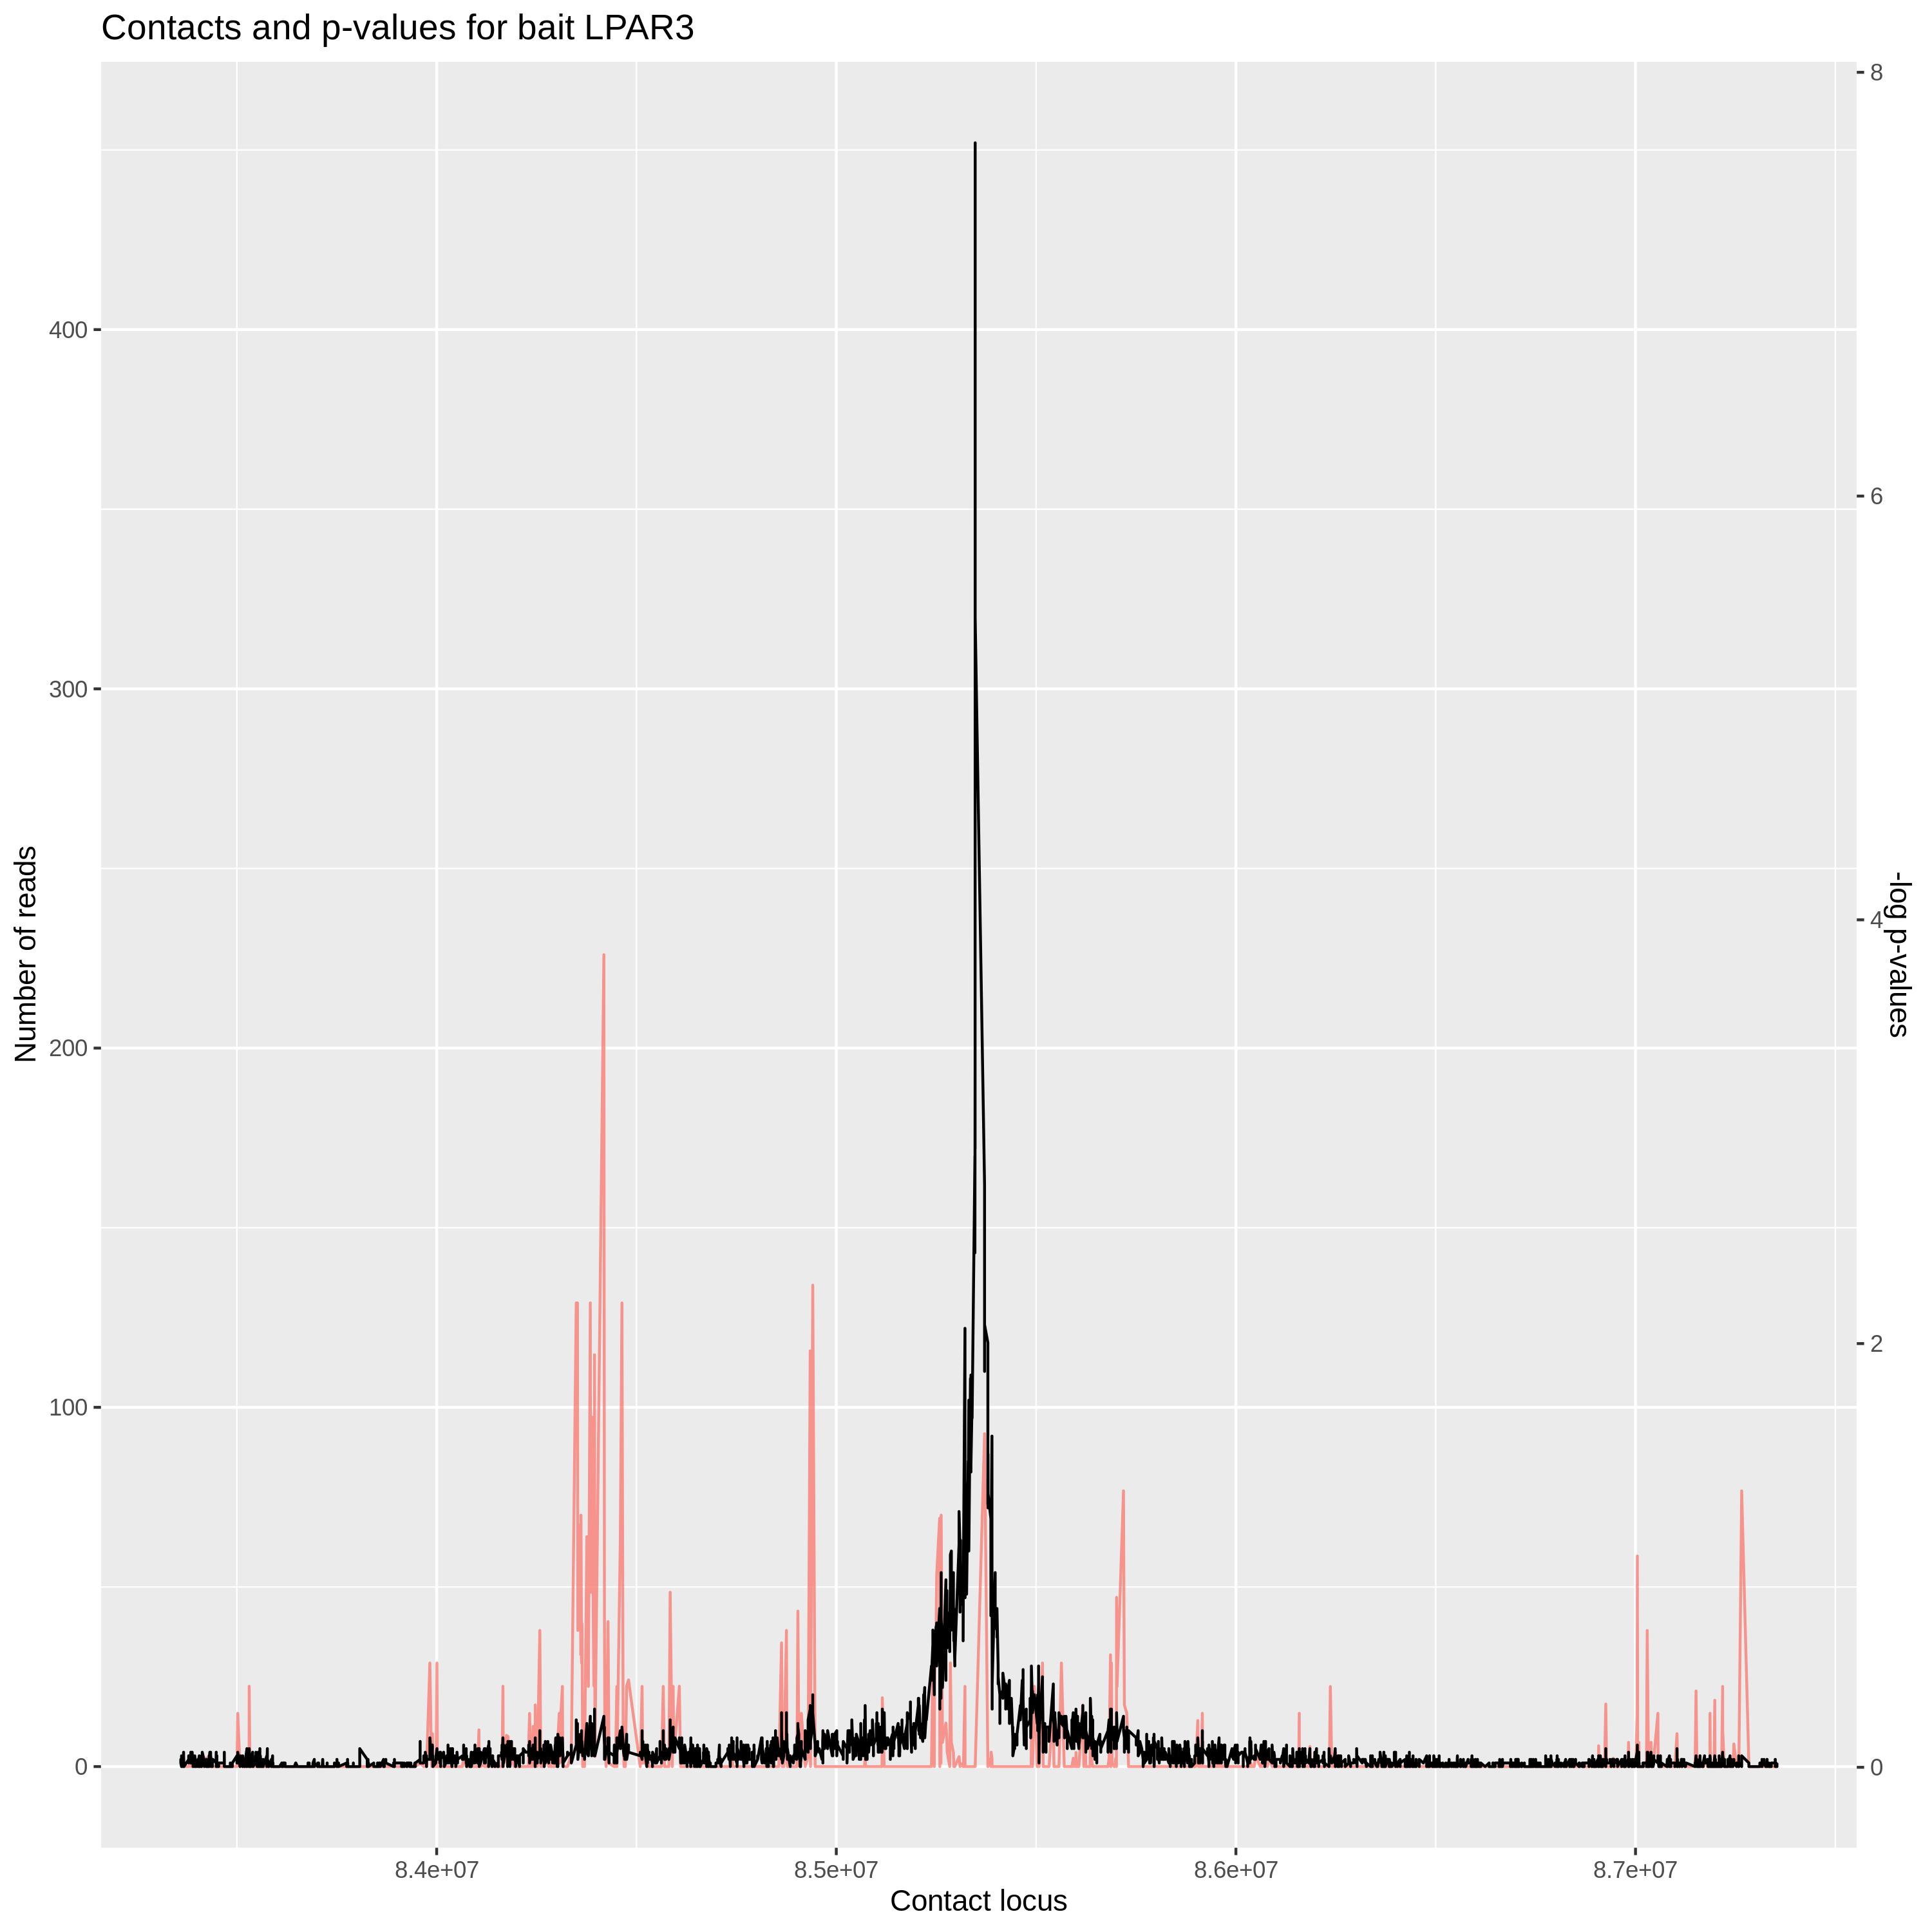 Contacts and p-values for bait LPAR3
8
6
4
2
0
-log p-values
400
300
200
100
0
Number of reads
8.4e+07
8.5e+07
8.6e+07
8.7e+07
Contact locus